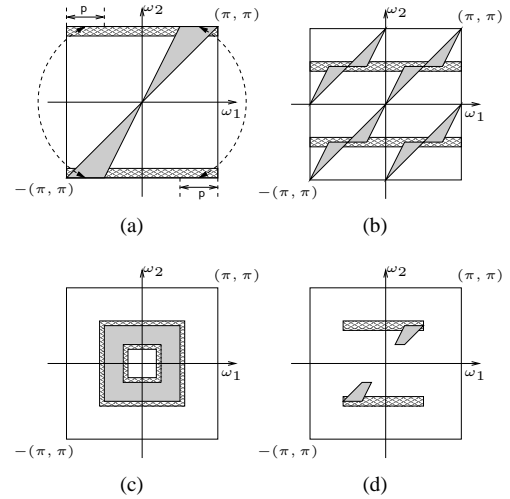 p
ω2
(π, π)
ω1
−(π, π)
p
(a)
ω2
(π, π)
ω1
−(π, π)
(b)
ω2
(π, π)
ω1
−(π, π)
(c)
ω2
(π, π)
ω1
−(π, π)
(d)